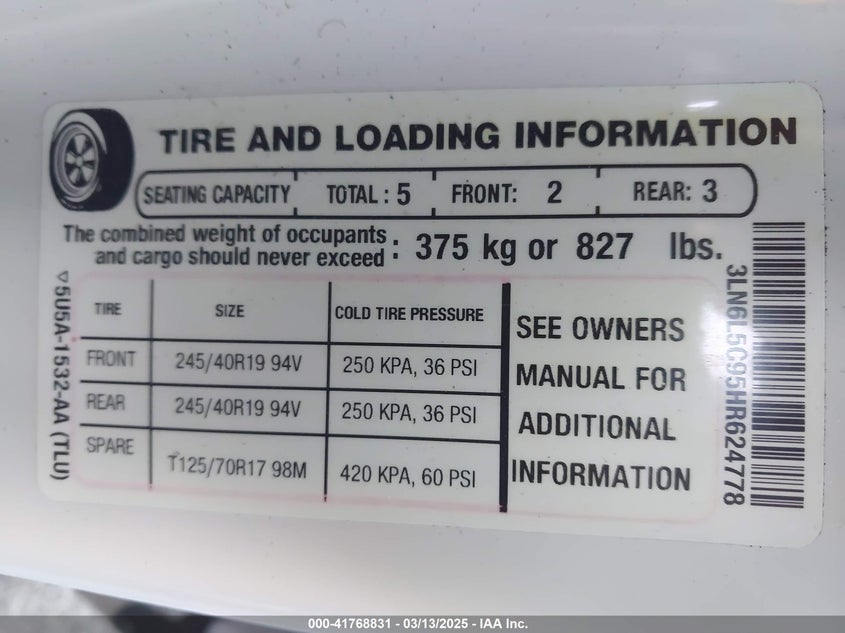 TIRE AND LOADING INFORMATION
SEATING CAPACITY TOTAL : 5 FRONT: 2 REAR: 3
The combined weight of occupants and cargo should never exceed : 375 kg or 827 lbs.
TIRE SIZE COLD TIRE PRESSURE
FRONT 245/40R19 94V 250 KPA, 36 PSI
REAR 245/40R19 94V 250 KPA, 36 PSI
SPARE T125/70R17 98M 420 KPA, 60 PSI
SEE OWNERS
MANUAL FOR
ADDITIONAL
INFORMATION
▽5U5A-1532-AA (TLU)
3LN6L5C95HR624778
000-41768831 - 03/13/2025 - IAA Inc.